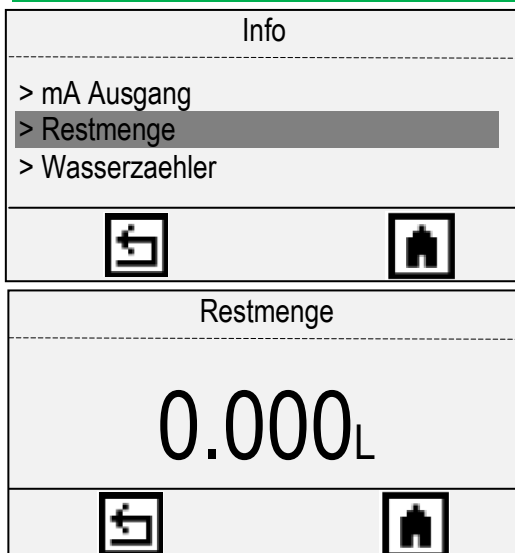 Info
> mA Ausgang
> Restmenge
> Wasserzaehler
Restmenge
0.000L